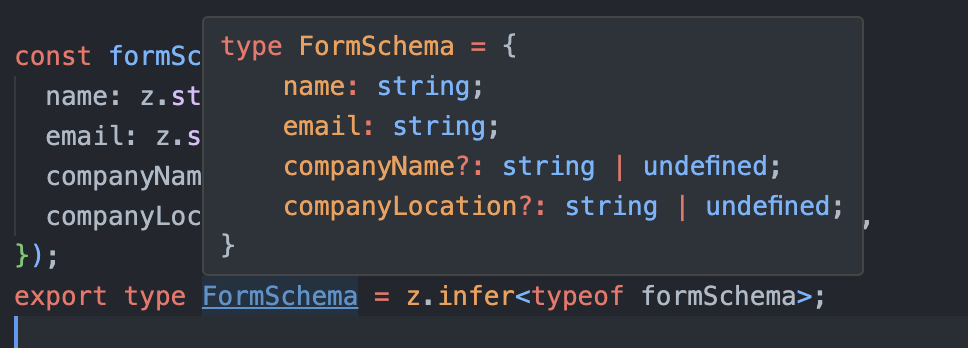 type FormSchema = {
const formSc
name: string;
name: z.st
email: string;
email: z.s
companyName?: string | undefined;
companyNam
companyLocation?: string | undefined;
companyLoc
,
}
});
export type FormSchema = z.infer<typeof formSchema>;